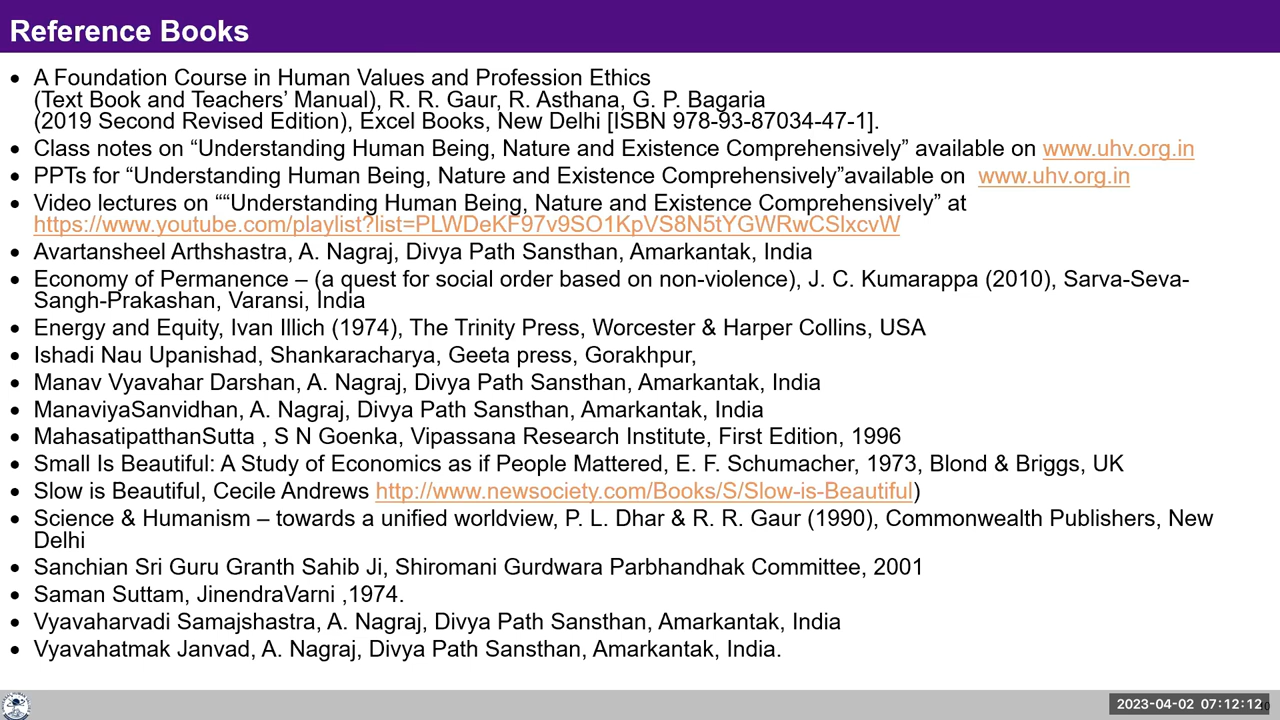 Reference Books
• A Foundation Course in Human Values and Profession Ethics
(Text Book and Teachers’ Manual), R. R. Gaur, R. Asthana, G. P. Bagaria
(2019 Second Revised Edition), Excel Books, New Delhi [ISBN 978-93-87034-47-1].
• Class notes on “Understanding Human Being, Nature and Existence Comprehensively” available on www.uhv.org.in
• PPTs for “Understanding Human Being, Nature and Existence Comprehensively”available on www.uhv.org.in
• Video lectures on ““Understanding Human Being, Nature and Existence Comprehensively” at
https://www.youtube.com/playlist?list=PLWDeKF97v9SO1KpVS8N5tYGWRwCSlxcvW
• Avartansheel Arthshastra, A. Nagraj, Divya Path Sansthan, Amarkantak, India
• Economy of Permanence – (a quest for social order based on non-violence), J. C. Kumarappa (2010), Sarva-Seva-
Sangh-Prakashan, Varansi, India
• Energy and Equity, Ivan Illich (1974), The Trinity Press, Worcester & Harper Collins, USA
• Ishadi Nau Upanishad, Shankaracharya, Geeta press, Gorakhpur,
• Manav Vyavahar Darshan, A. Nagraj, Divya Path Sansthan, Amarkantak, India
• ManaviyaSanvidhan, A. Nagraj, Divya Path Sansthan, Amarkantak, India
• MahasatipatthanSutta , S N Goenka, Vipassana Research Institute, First Edition, 1996
• Small Is Beautiful: A Study of Economics as if People Mattered, E. F. Schumacher, 1973, Blond & Briggs, UK
• Slow is Beautiful, Cecile Andrews http://www.newsociety.com/Books/S/Slow-is-Beautiful)
• Science & Humanism – towards a unified worldview, P. L. Dhar & R. R. Gaur (1990), Commonwealth Publishers, New
Delhi
• Sanchian Sri Guru Granth Sahib Ji, Shiromani Gurdwara Parbhandhak Committee, 2001
• Saman Suttam, JinendraVarni ,1974.
• Vyavaharvadi Samajshastra, A. Nagraj, Divya Path Sansthan, Amarkantak, India
• Vyavahatmak Janvad, A. Nagraj, Divya Path Sansthan, Amarkantak, India.
2023-04-02 07:12:12